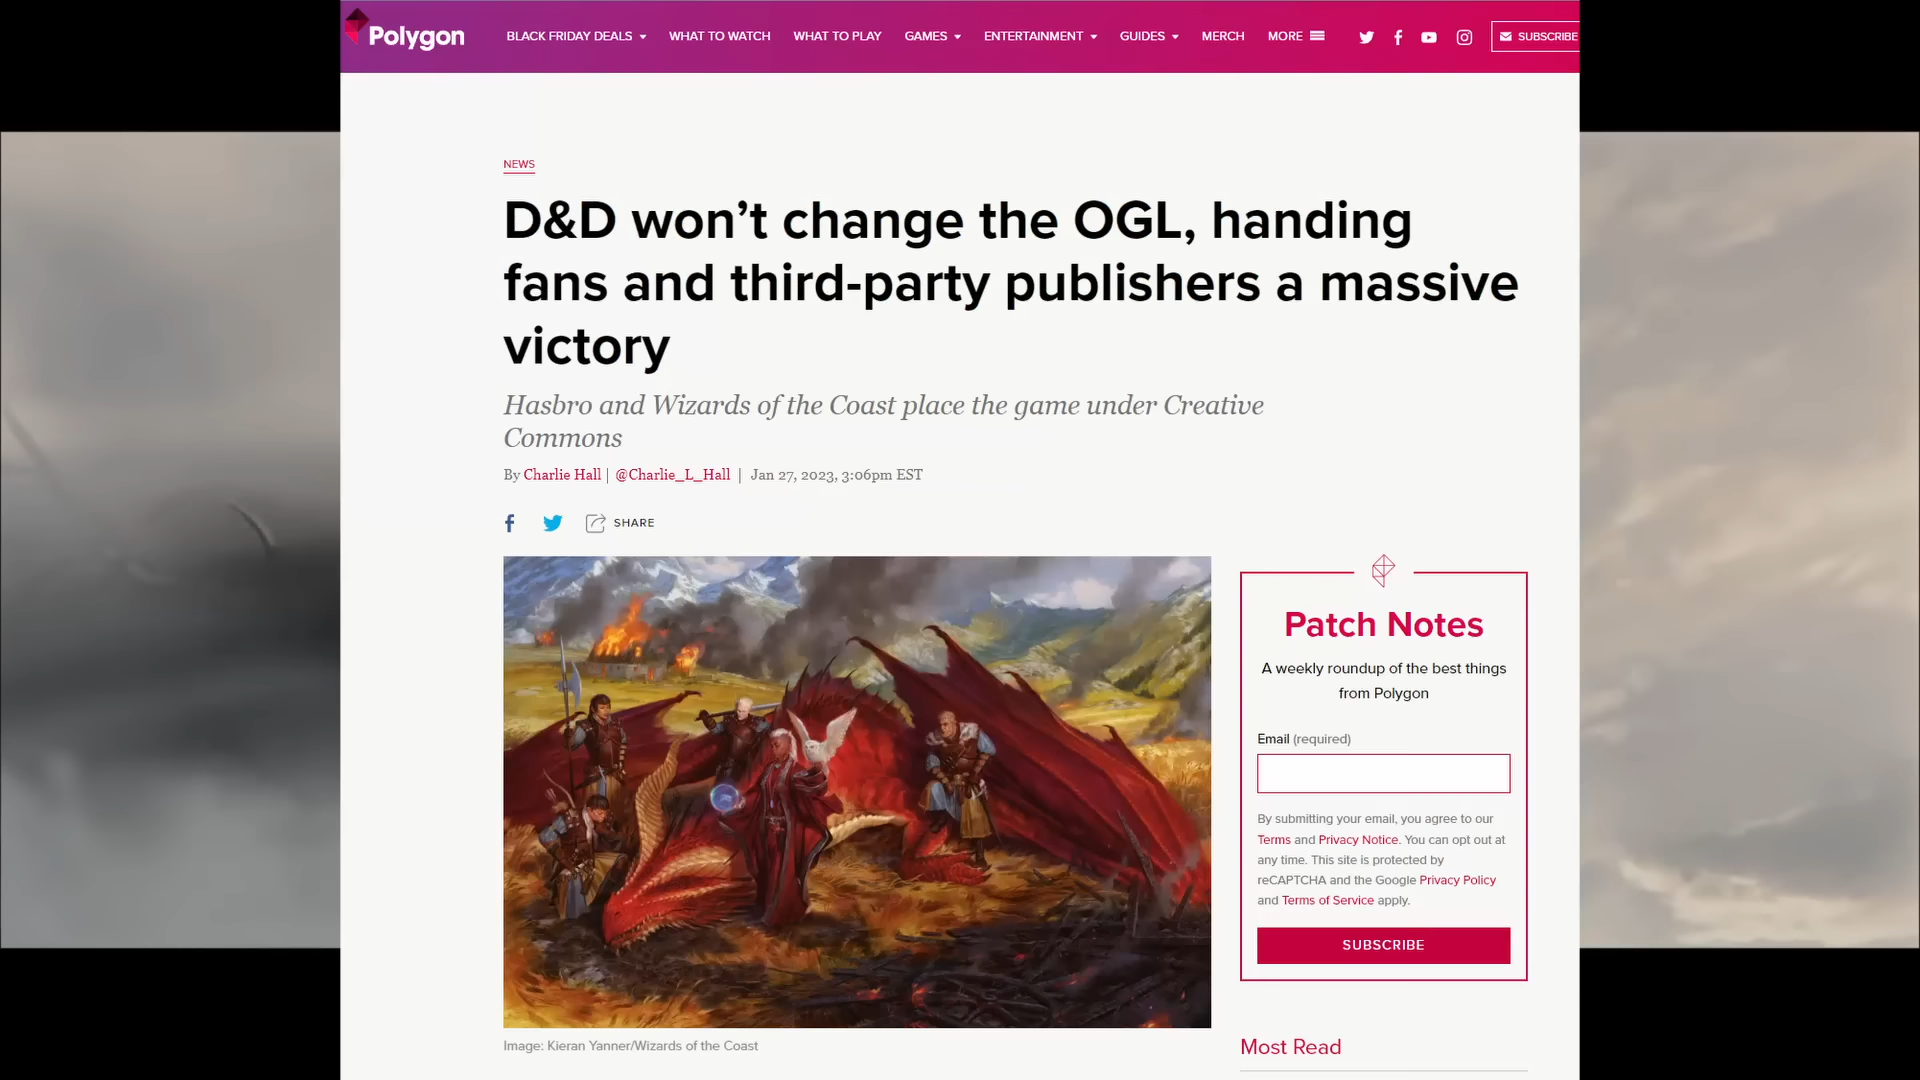 Polygon
BLACK FRIDAY DEALS WHAT TO WATCH WHAT TO PLAY GAMES ENTERTAINMENT GUIDES MERCH MORE SUBSCRIBE
NEWS
D&D won’t change the OGL, handing
fans and third-party publishers a massive
victory
Hasbro and Wizards of the Coast place the game under Creative
Commons
By Charlie Hall | @Charlie_L_Hall | Jan 27, 2023, 3:06pm EST
SHARE
Image: Kieran Yanner/Wizards of the Coast
Patch Notes
A weekly roundup of the best things
from Polygon
Email (required)
By submitting your email, you agree to our
Terms and Privacy Notice. You can opt out at
any time. This site is protected by
reCAPTCHA and the Google Privacy Policy
and Terms of Service apply.
SUBSCRIBE
Most Read